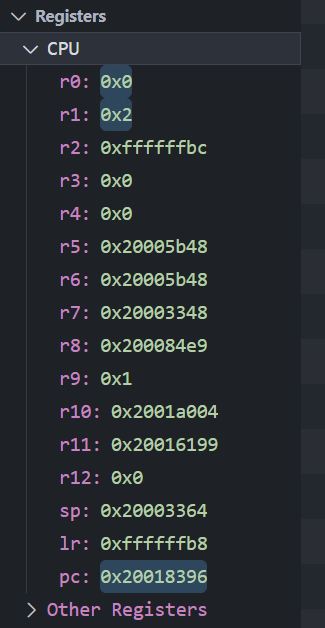 Registers
CPU
r0: 0x0
r1: 0x2
r2: 0xffffffbc
r3: 0x0
r4: 0x0
r5: 0x20005b48
r6: 0x20005b48
r7: 0x20003348
r8: 0x200084e9
r9: 0x1
r10: 0x2001a004
r11: 0x20016199
r12: 0x0
sp: 0x20003364
lr: 0xffffffb8
pc: 0x20018396
Other Registers